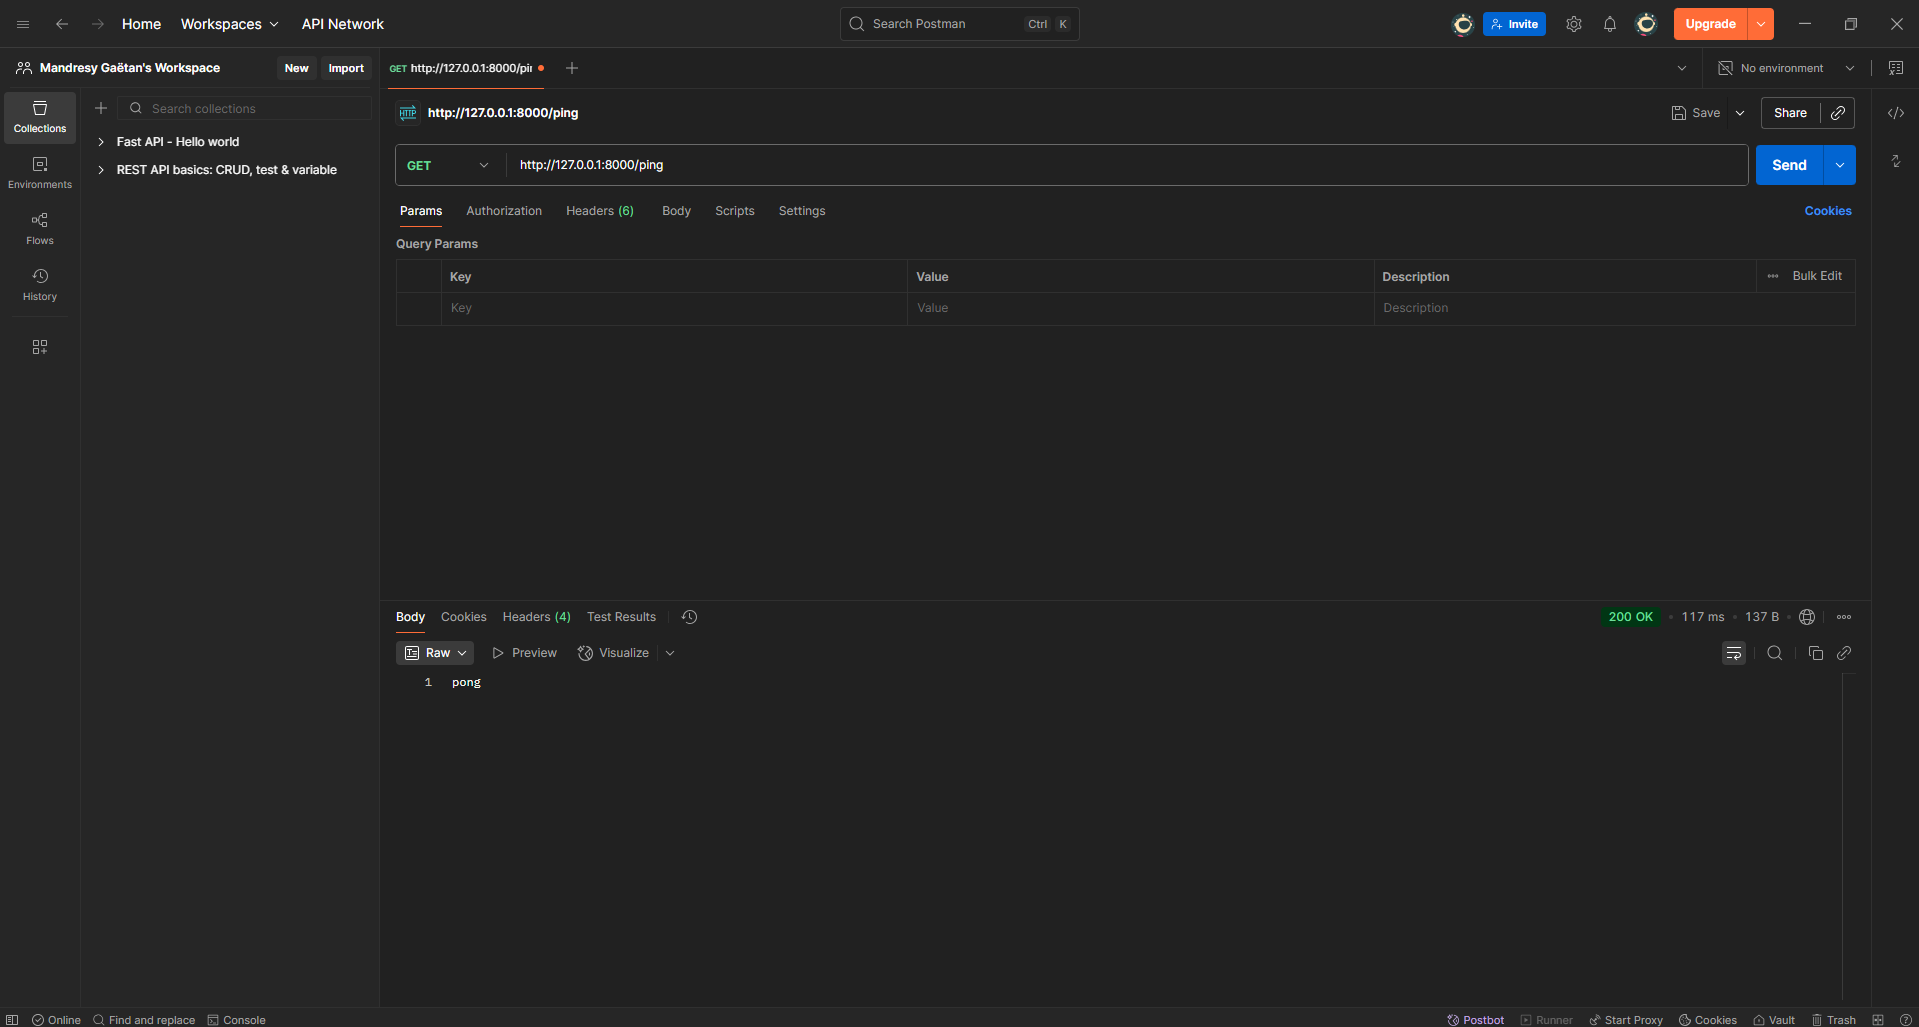 Home Workspaces API Network Search Postman Ctrl K Invite Upgrade
Mandresy Gaëtan's Workspace New Import GET http://127.0.0.1:8000/pin No environment
Collections
Search collections
Fast API - Hello world
REST API basics: CRUD, test & variable
Environments
Flows
History
HTTP http://127.0.0.1:8000/ping Save Share
GET http://127.0.0.1:8000/ping Send
Params Authorization Headers (6) Body Scripts Settings Cookies
Query Params
Key Value Description Bulk Edit
Key Value Description
Body Cookies Headers (4) Test Results 200 OK • 117 ms • 137 B •
Raw Preview Visualize
1 pong
Online Find and replace Console Postbot Runner Start Proxy Cookies Vault Trash